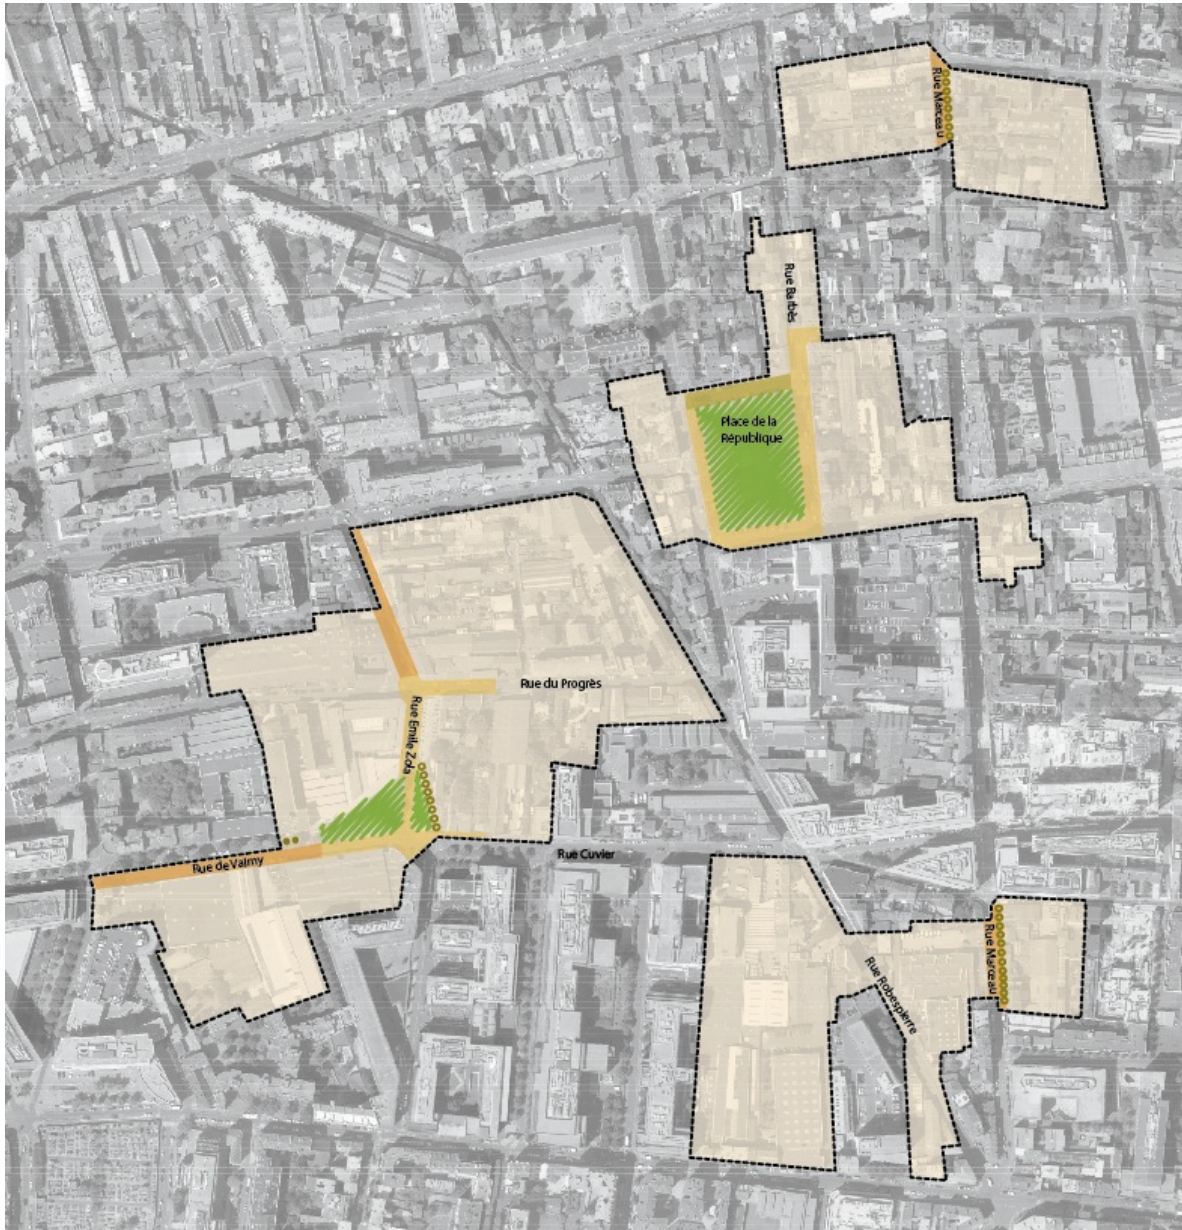 Rue Marceau
Rue Barbès
Place de la
République
Rue du Progrès
Rue Emile Zola
Rue de Valmy
Rue Cuvier
Rue Marceau
Rue Robespierre